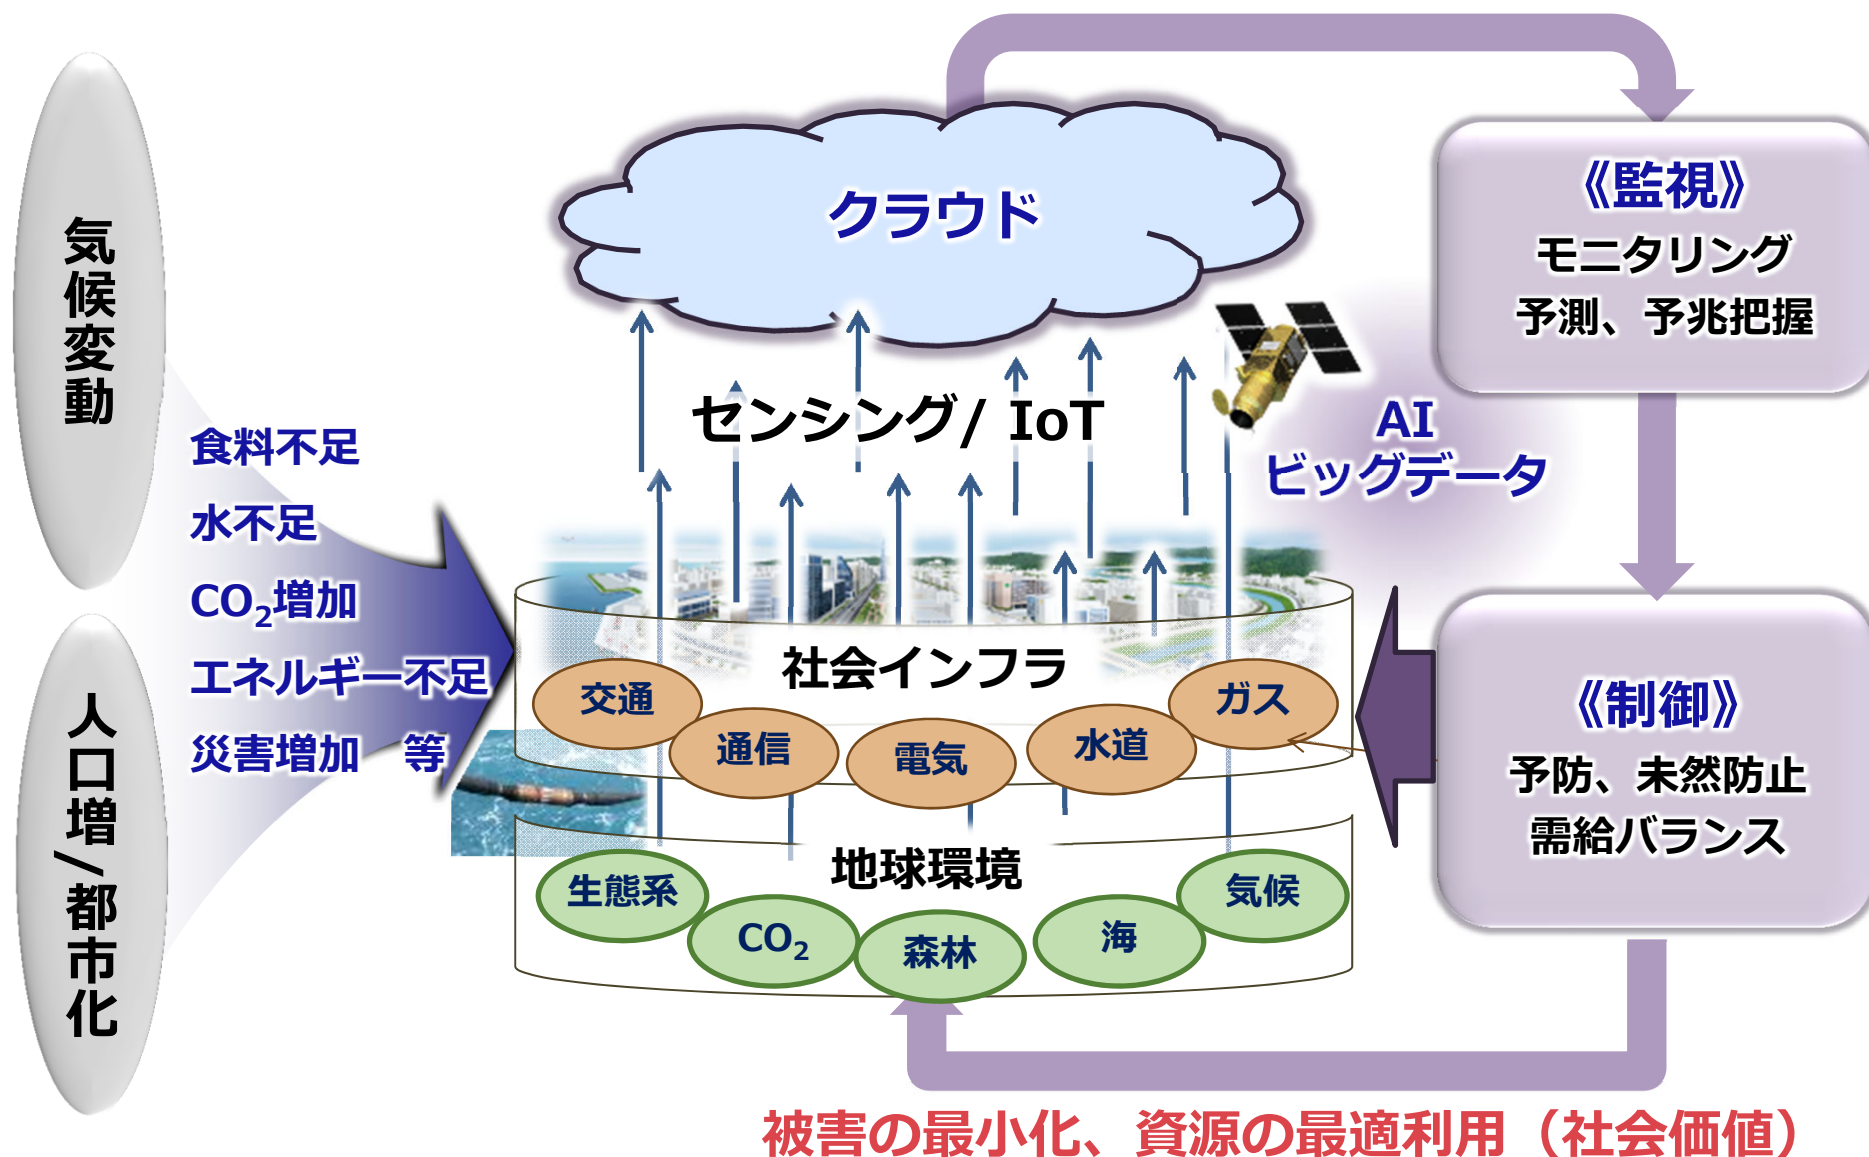 気候変動
人口増/都市化
食料不足
水不足
CO₂増加
エネルギー不足
災害増加　等
クラウド
センシング/ IoT
AI
ビッグデータ
社会インフラ
交通
通信
電気
水道
ガス
地球環境
生態系
CO₂
森林
海
気候
《監視》
モニタリング
予測、予兆把握
《制御》
予防、未然防止
需給バランス
被害の最小化、資源の最適利用（社会価値）